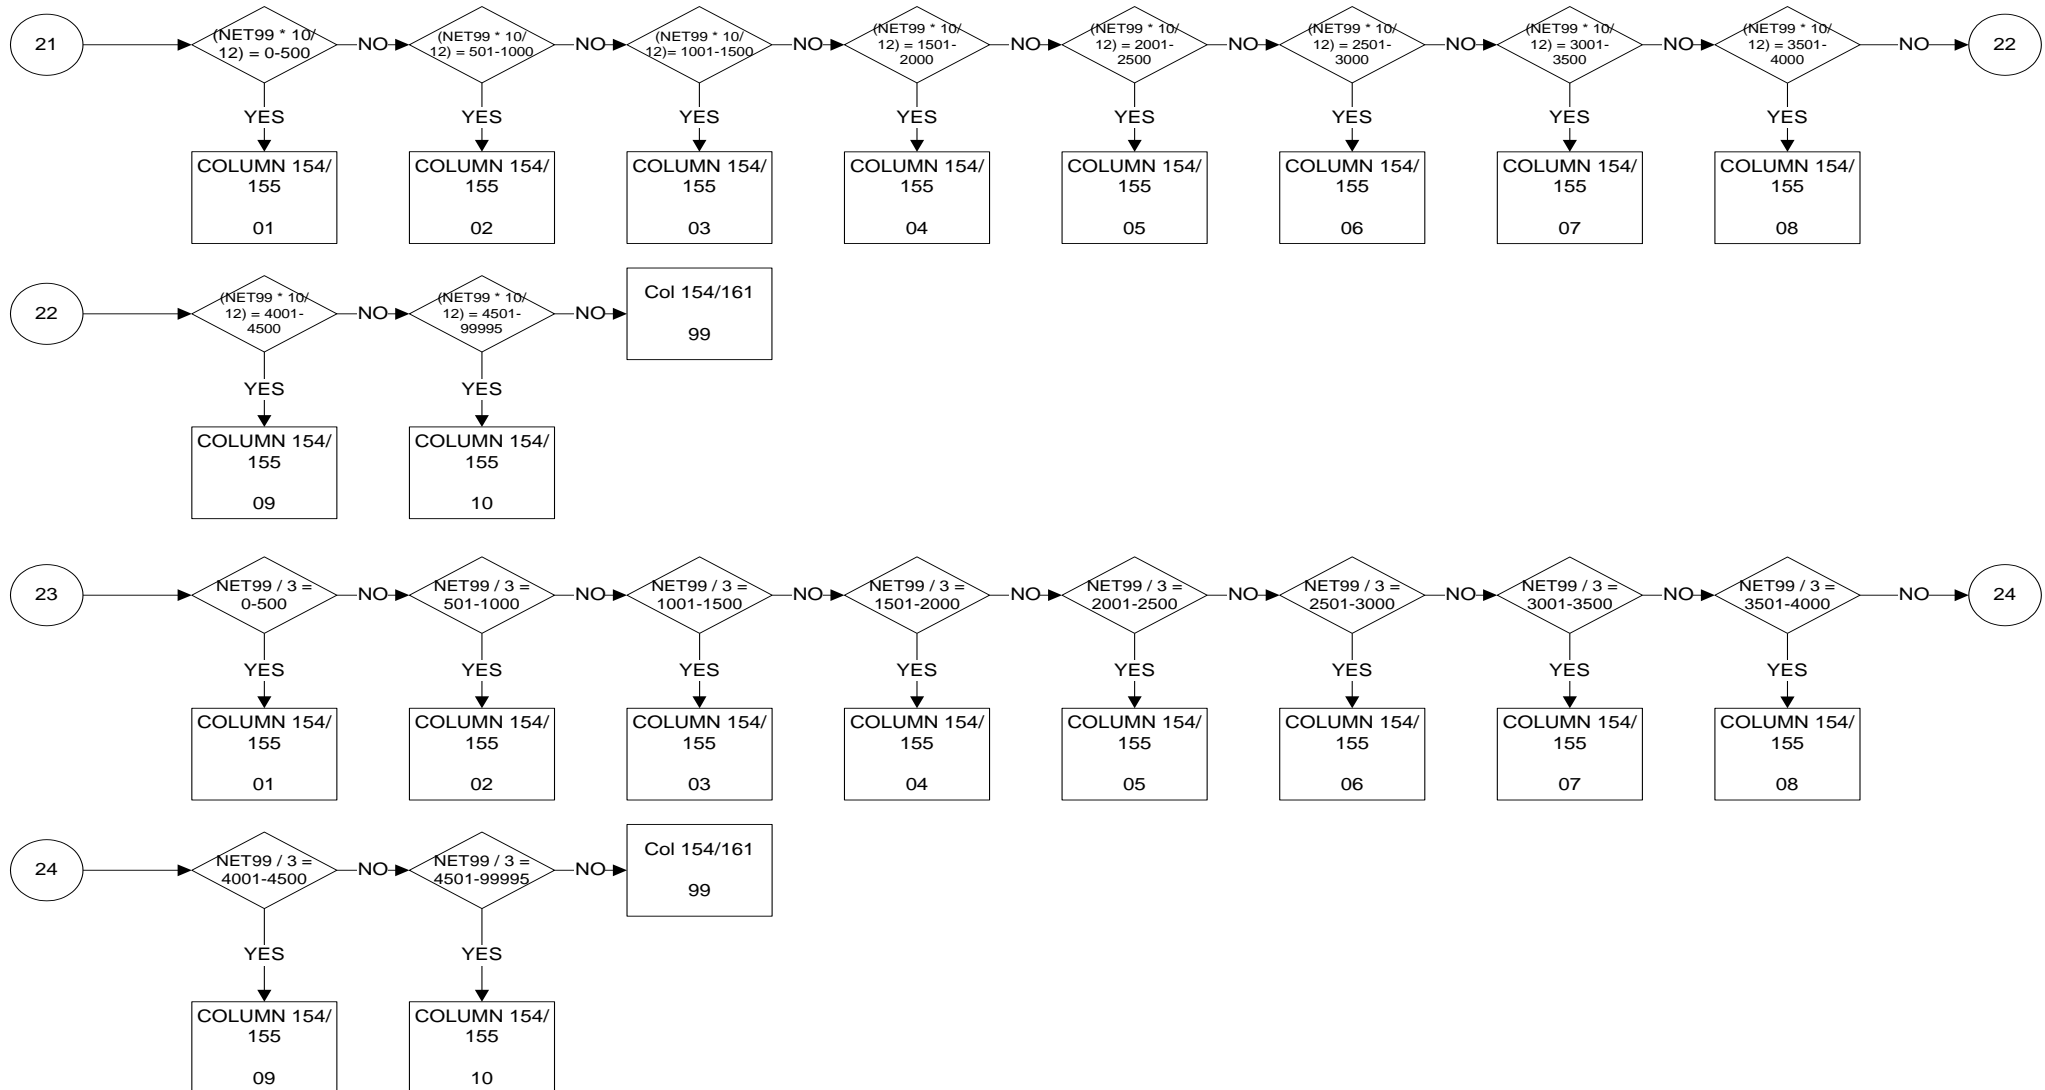 21
(NET99 * 10/
12) = 0-500
NO
(NET99 * 10/
12) = 501-1000
NO
(NET99 * 10/
12)= 1001-1500
NO
(NET99 * 10/
12) = 1501-
2000
NO
(NET99 * 10/
12) = 2001-
2500
NO
(NET99 * 10/
12) = 2501-
3000
NO
(NET99 * 10/
12) = 3001-
3500
NO
(NET99 * 10/
12) = 3501-
4000
NO
22
YES
YES
YES
YES
YES
YES
YES
YES
COLUMN 154/
155
01
COLUMN 154/
155
02
COLUMN 154/
155
03
COLUMN 154/
155
04
COLUMN 154/
155
05
COLUMN 154/
155
06
COLUMN 154/
155
07
COLUMN 154/
155
08
22
(NET99 * 10/
12) = 4001-
4500
NO
(NET99 * 10/
12) = 4501-
99995
NO
Col 154/161
99
YES
YES
COLUMN 154/
155
09
COLUMN 154/
155
10
23
NET99 / 3 =
0-500
NO
NET99 / 3 =
501-1000
NO
NET99 / 3 =
1001-1500
NO
NET99 / 3 =
1501-2000
NO
NET99 / 3 =
2001-2500
NO
NET99 / 3 =
2501-3000
NO
NET99 / 3 =
3001-3500
NO
NET99 / 3 =
3501-4000
NO
24
YES
YES
YES
YES
YES
YES
YES
YES
COLUMN 154/
155
01
COLUMN 154/
155
02
COLUMN 154/
155
03
COLUMN 154/
155
04
COLUMN 154/
155
05
COLUMN 154/
155
06
COLUMN 154/
155
07
COLUMN 154/
155
08
24
NET99 / 3 =
4001-4500
NO
NET99 / 3 =
4501-99995
NO
Col 154/161
99
YES
YES
COLUMN 154/
155
09
COLUMN 154/
155
10